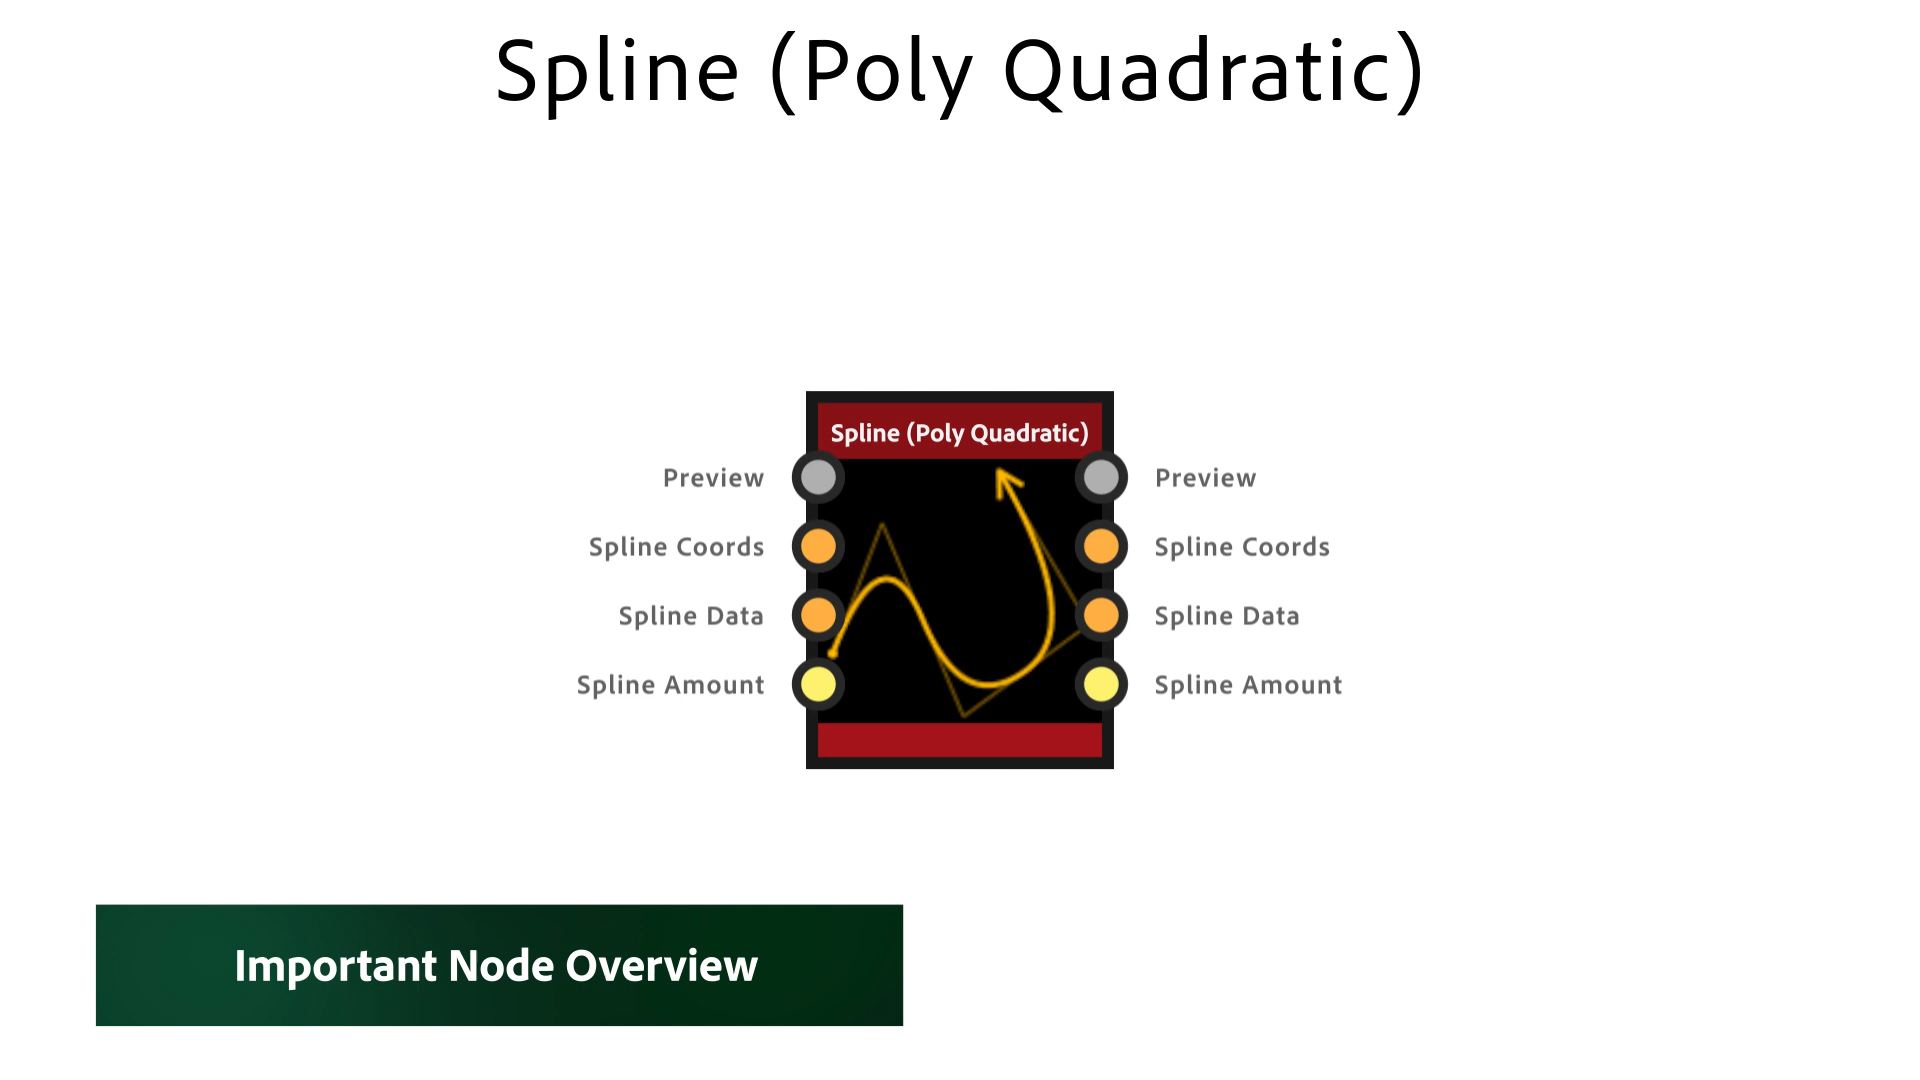 Spline (Poly Quadratic)
Spline (Poly Quadratic)
Preview
Preview
Spline Coords
Spline Coords
Spline Data
Spline Data
Spline Amount
Spline Amount
Important Node Overview